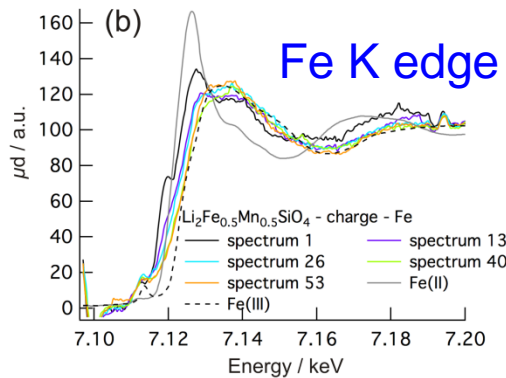 (b)
Fe K edge
µd / a.u.
160
140
120
100
80
60
40
20
0
Li₂Fe₀.₅Mn₀.₅SiO₄ - charge - Fe
spectrum 1
spectrum 13
spectrum 26
spectrum 40
spectrum 53
Fe(II)
Fe(III)
7.10
7.12
7.14
7.16
7.18
7.20
Energy / keV